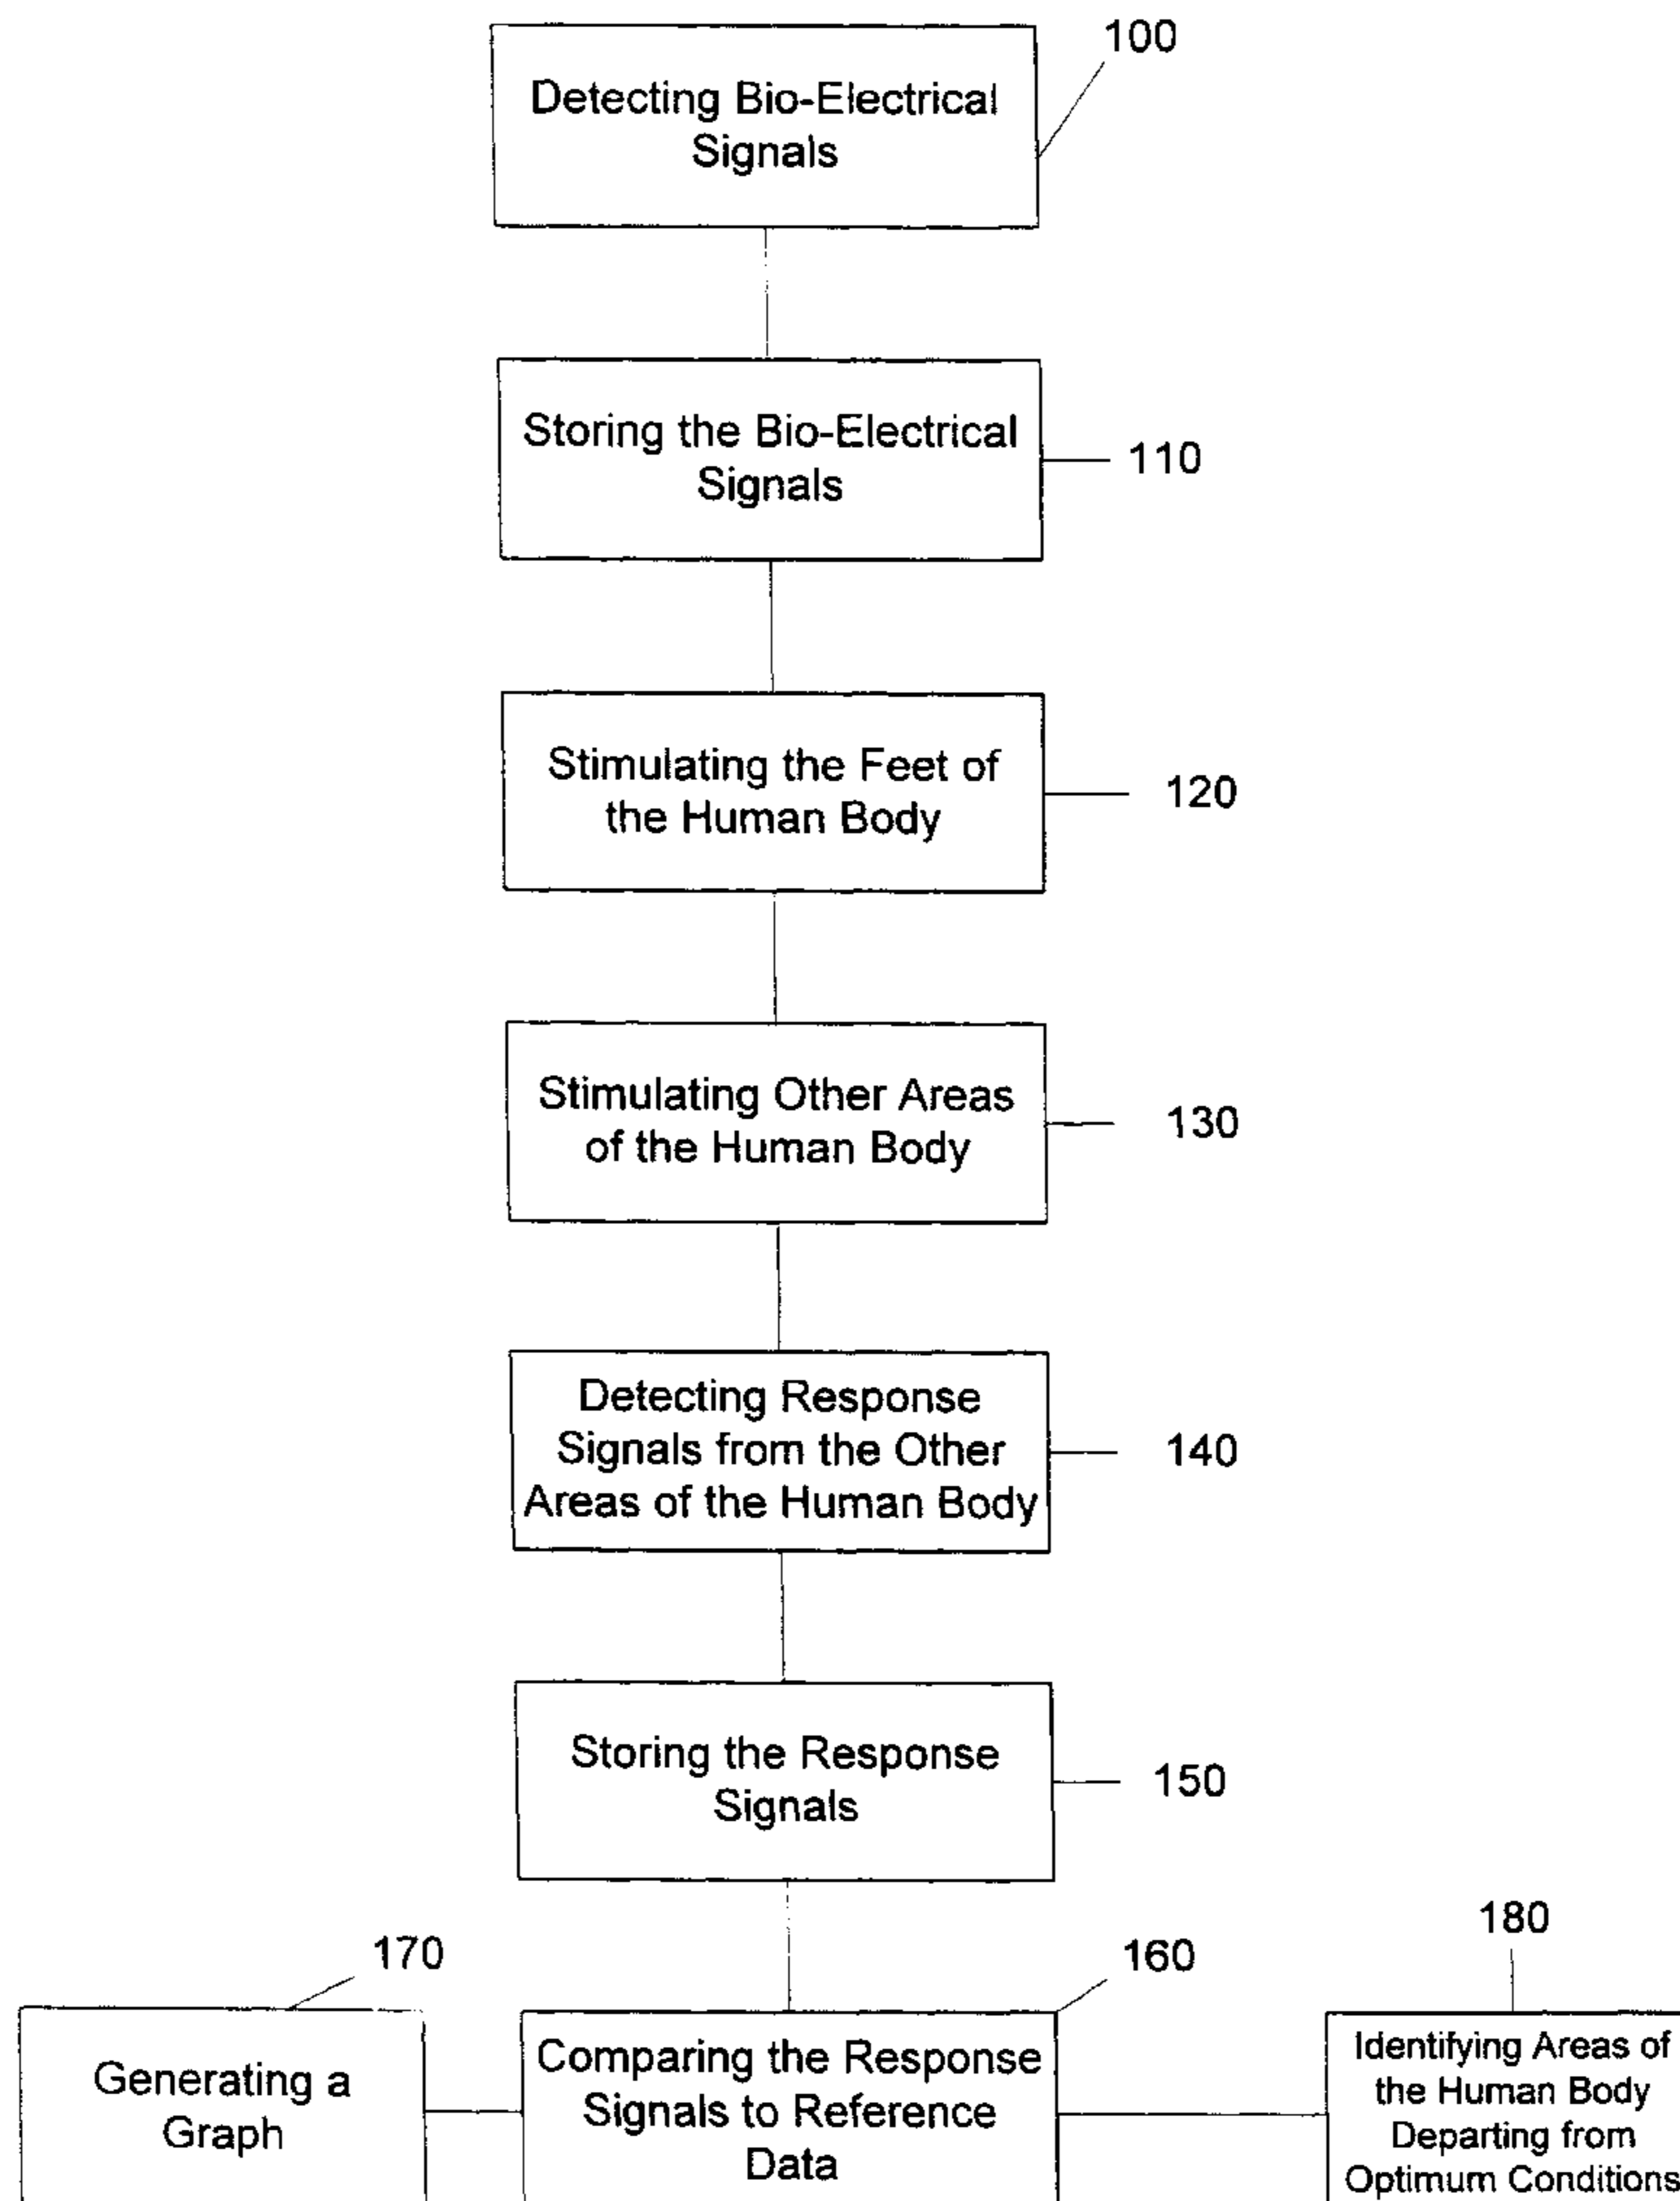 100
Detecting Bio-Electrical
Signals
Storing the Bio-Electrical
Signals
110
Stimulating the Feet of
the Human Body
120
Stimulating Other Areas
of the Human Body
130
Detecting Response
Signals from the Other
Areas of the Human Body
140
Storing the Response
Signals
150
170
Generating a
Graph
160
Comparing the Response
Signals to Reference
Data
180
Identifying Areas of
the Human Body
Departing from
Optimum Conditions